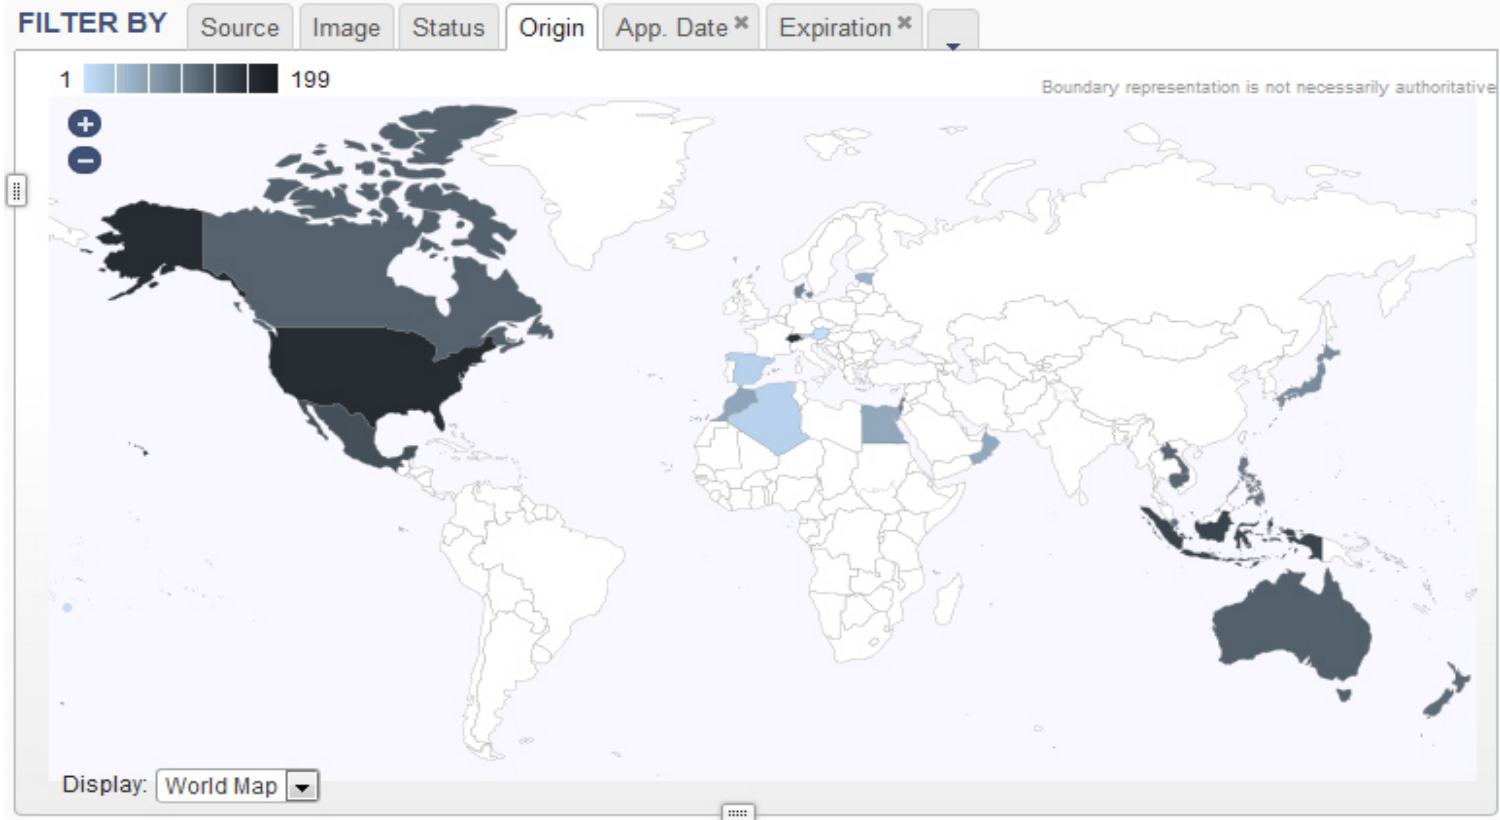 FILTER BY Source Image Status Origin App. Date ✖ Expiration ✖
1 199
Boundary representation is not necessarily authoritative
+
−
Display: World Map